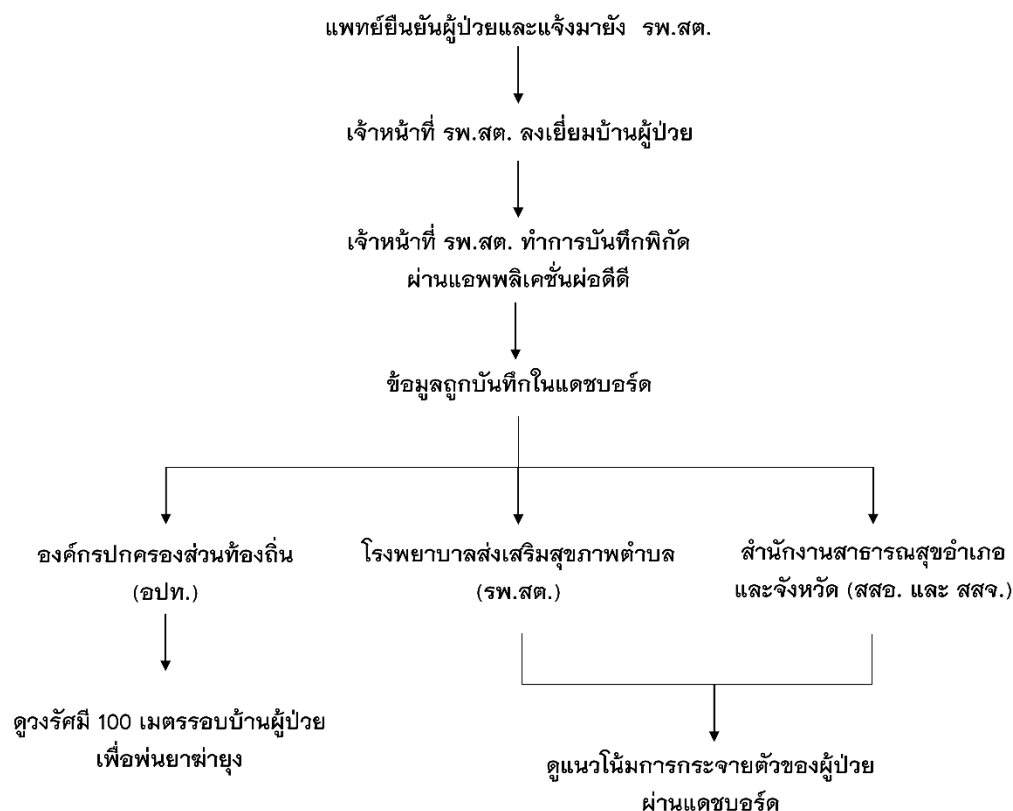 แพทย์ยืนยันผู้ป่วยและแจ้งมายัง รพ.สต.
เจ้าหน้าที่ รพ.สต. ลงเยี่ยมบ้านผู้ป่วย
เจ้าหน้าที่ รพ.สต. ทำการบันทึกพิกัด
ผ่านแอพพลิเคชั่นผ่อดีดี
ข้อมูลถูกบันทึกในแดชบอร์ด
องค์กรปกครองส่วนท้องถิ่น
(อปท.)
โรงพยาบาลส่งเสริมสุขภาพตำบล
(รพ.สต.)
สำนักงานสาธารณสุขอำเภอ
และจังหวัด (สสอ. และ สสจ.)
ดูวงรัศมี 100 เมตรรอบบ้านผู้ป่วย
เพื่อพ่นยาฆ่ายุง
ดูแนวโน้มการกระจายตัวของผู้ป่วย
ผ่านแดชบอร์ด